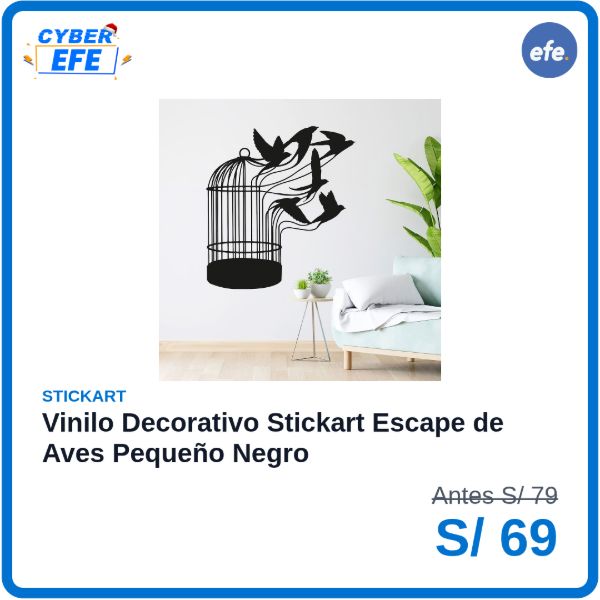 CYBER
EFE
efe.
STICKART
Vinilo Decorativo Stickart Escape de
Aves Pequeño Negro
Antes S/ 79
S/ 69